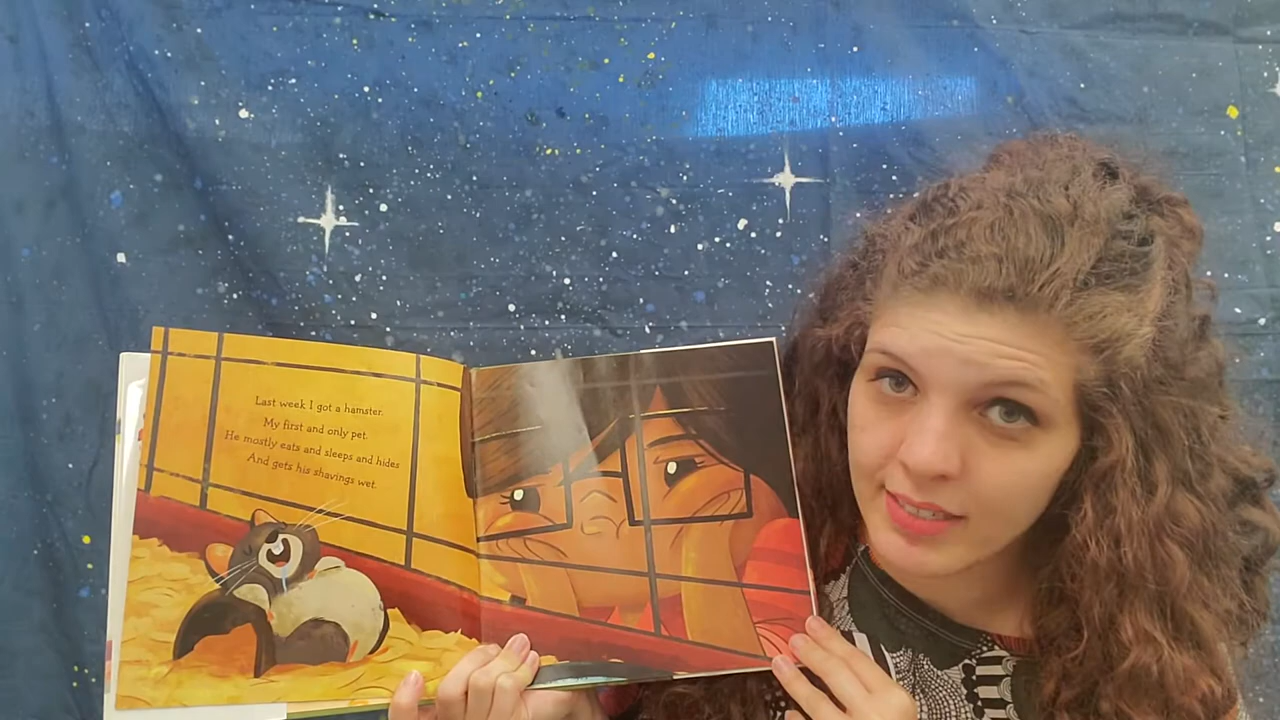 Last week I got a hamster.
My first and only pet.
He mostly eats and sleeps and hides
And gets his shavings wet.